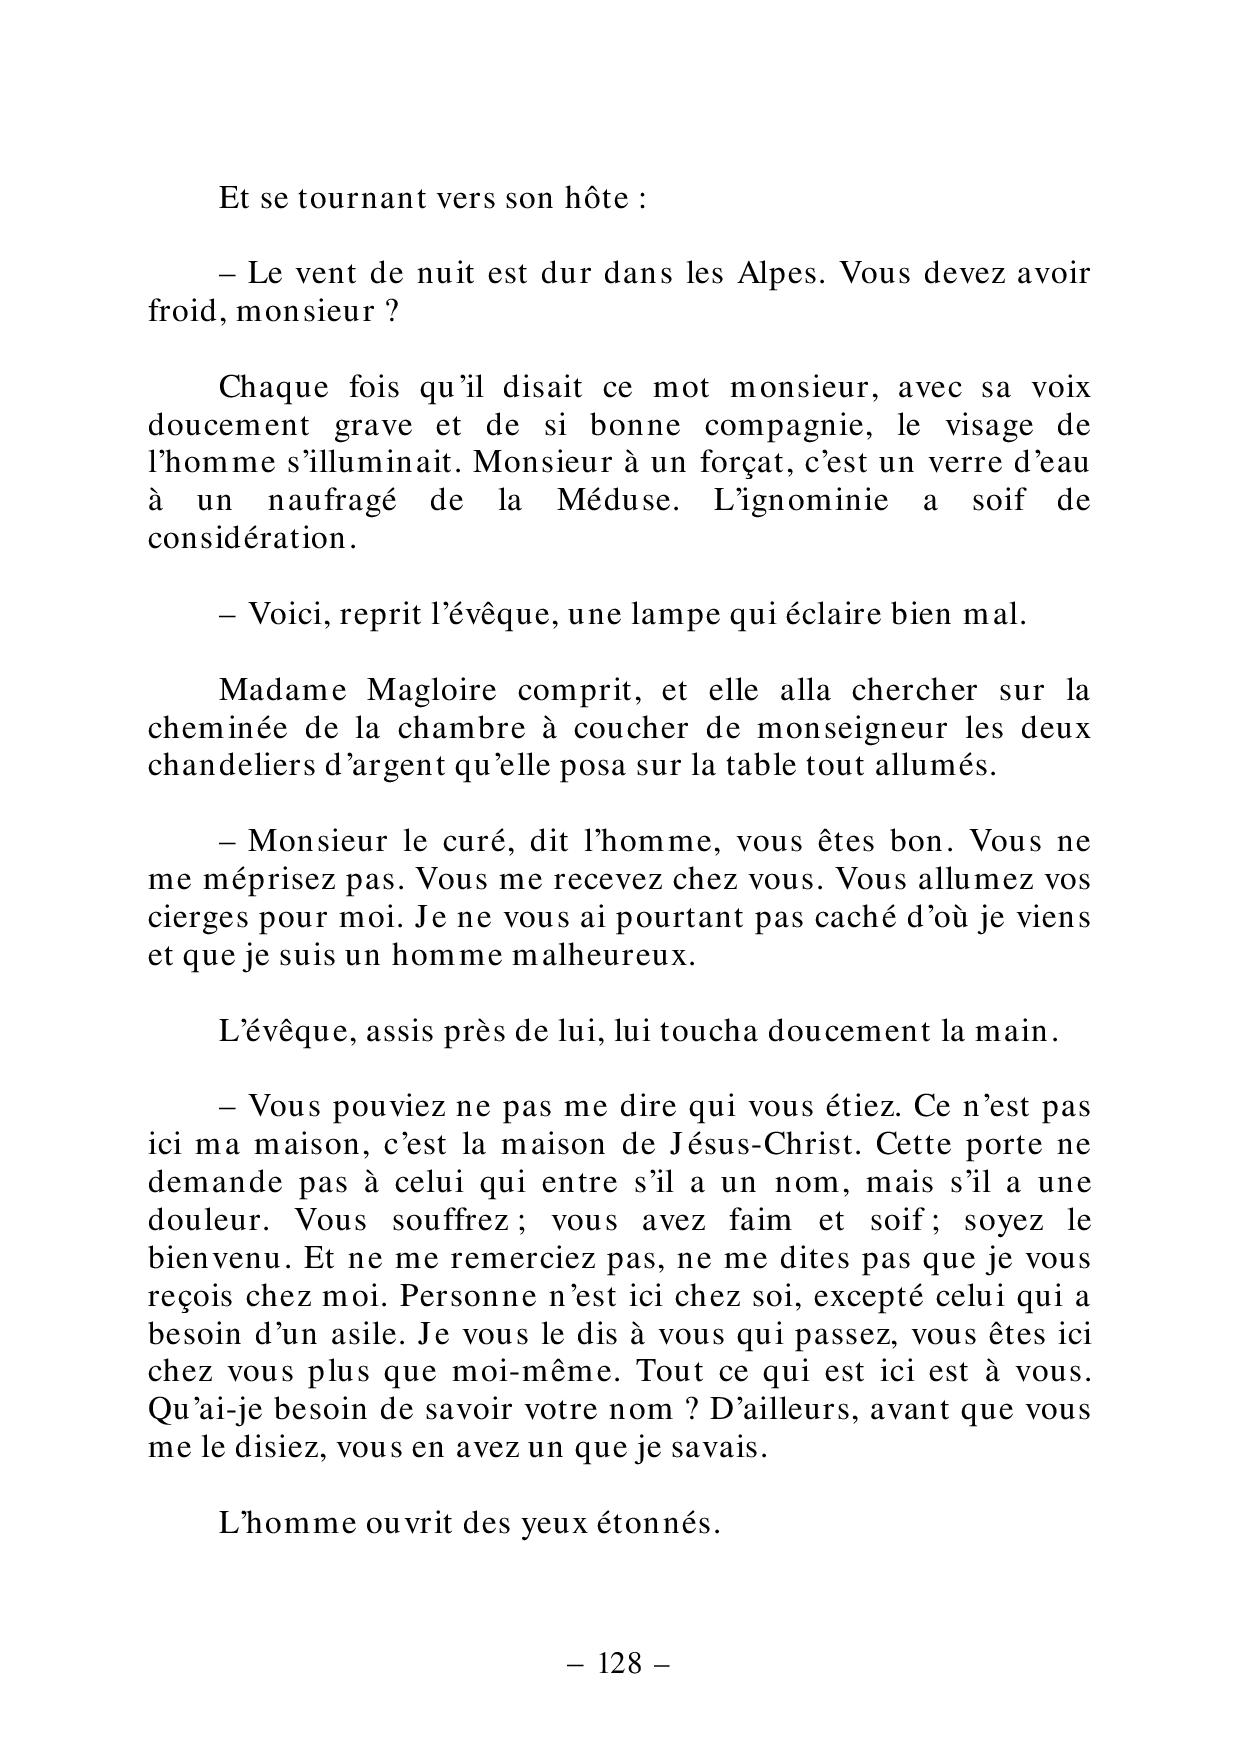 Et se tournant vers son hôte :
– Le vent de nuit est dur dans les Alpes. Vous devez avoir
froid, monsieur ?
Chaque fois qu’il disait ce mot monsieur, avec sa voix
doucement grave et de si bonne compagnie, le visage de
l’homme s’illuminait. Monsieur à un forçat, c’est un verre d’eau
à un naufragé de la Méduse. L’ignominie a soif de
considération.
– Voici, reprit l’évêque, une lampe qui éclaire bien mal.
Madame Magloire comprit, et elle alla chercher sur la
cheminée de la chambre à coucher de monseigneur les deux
chandeliers d’argent qu’elle posa sur la table tout allumés.
– Monsieur le curé, dit l’homme, vous êtes bon. Vous ne
me méprisez pas. Vous me recevez chez vous. Vous allumez vos
cierges pour moi. Je ne vous ai pourtant pas caché d’où je viens
et que je suis un homme malheureux.
L’évêque, assis près de lui, lui toucha doucement la main.
– Vous pouviez ne pas me dire qui vous étiez. Ce n’est pas
ici ma maison, c’est la maison de Jésus-Christ. Cette porte ne
demande pas à celui qui entre s’il a un nom, mais s’il a une
douleur. Vous souffrez ; vous avez faim et soif ; soyez le
bienvenu. Et ne me remerciez pas, ne me dites pas que je vous
reçois chez moi. Personne n’est ici chez soi, excepté celui qui a
besoin d’un asile. Je vous le dis à vous qui passez, vous êtes ici
chez vous plus que moi-même. Tout ce qui est ici est à vous.
Qu’ai-je besoin de savoir votre nom ? D’ailleurs, avant que vous
me le disiez, vous en avez un que je savais.
L’homme ouvrit des yeux étonnés.
– 128 –